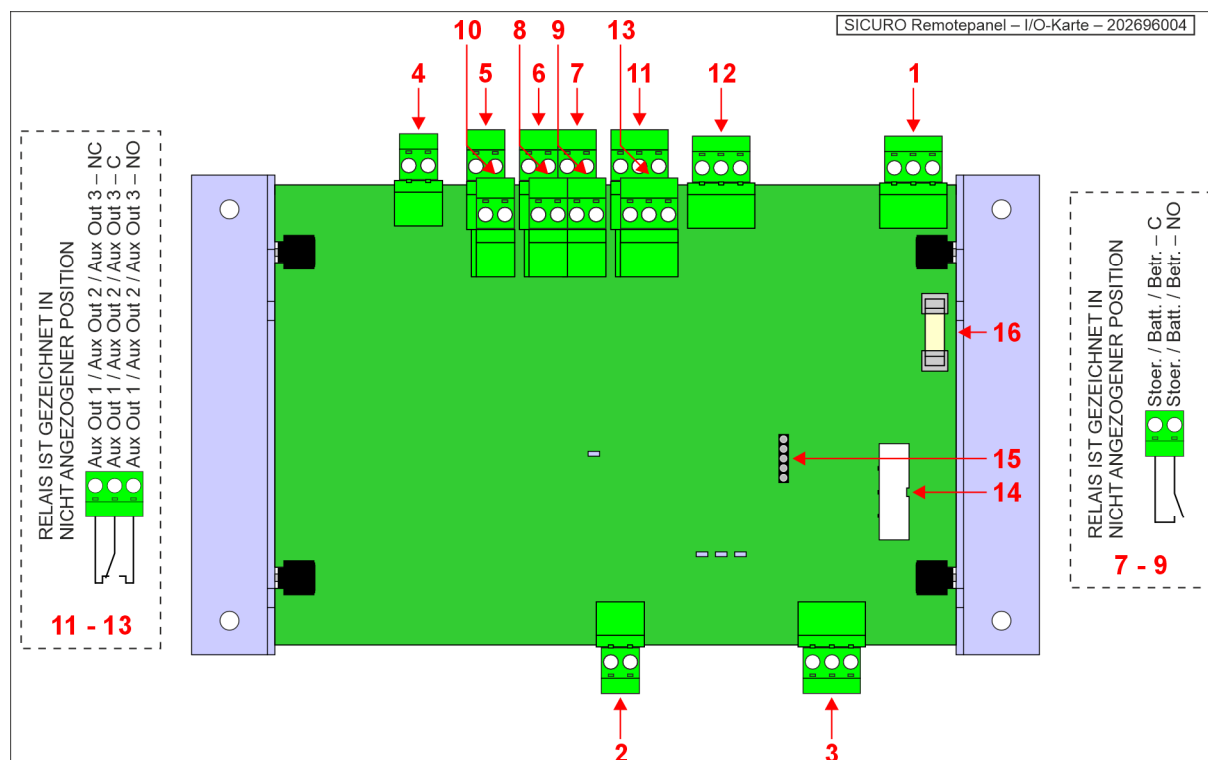 SICURO Remotepanel – I/O-Karte – 202696004
10
8
9
13
4
5
6
7
11
12
1
RELAIS IST GEZEICHNET IN
NICHT ANGEZOGENER POSITION
Aux Out 1 / Aux Out 2 / Aux Out 3 – NC
Aux Out 1 / Aux Out 2 / Aux Out 3 – C
Aux Out 1 / Aux Out 2 / Aux Out 3 – NO
11 - 13
16
15
14
RELAIS IST GEZEICHNET IN
NICHT ANGEZOGENER POSITION
Stoer. / Batt. / Betr. – C
Stoer. / Batt. / Betr. – NO
7 - 9
2
3